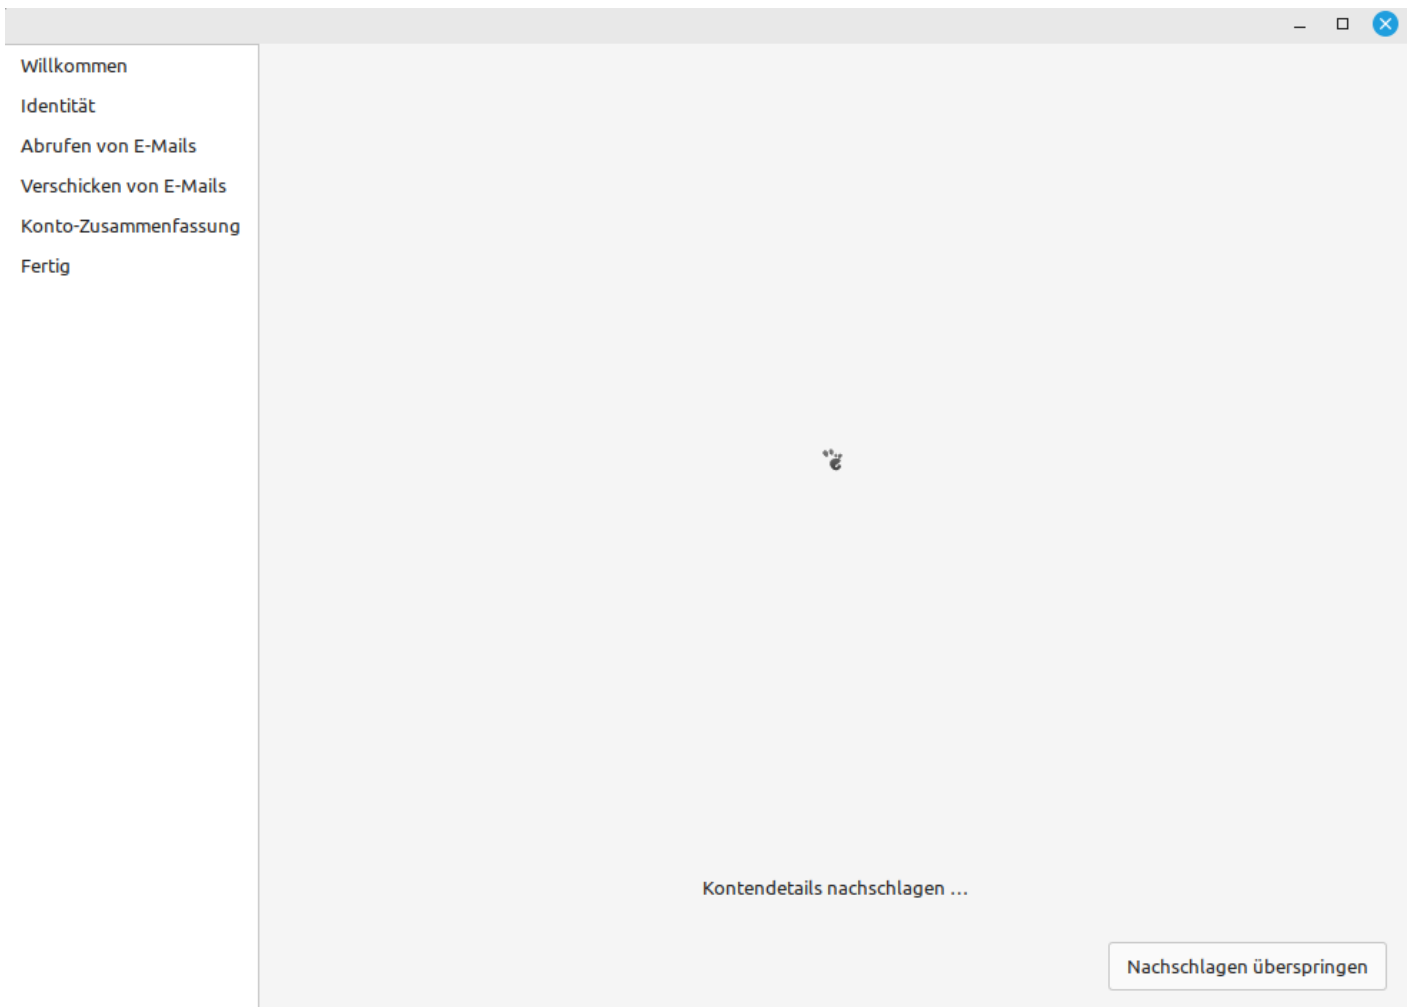 Willkommen
Identität
Abrufen von E-Mails
Verschicken von E-Mails
Konto-Zusammenfassung
Fertig
Kontendetails nachschlagen …
Nachschlagen überspringen